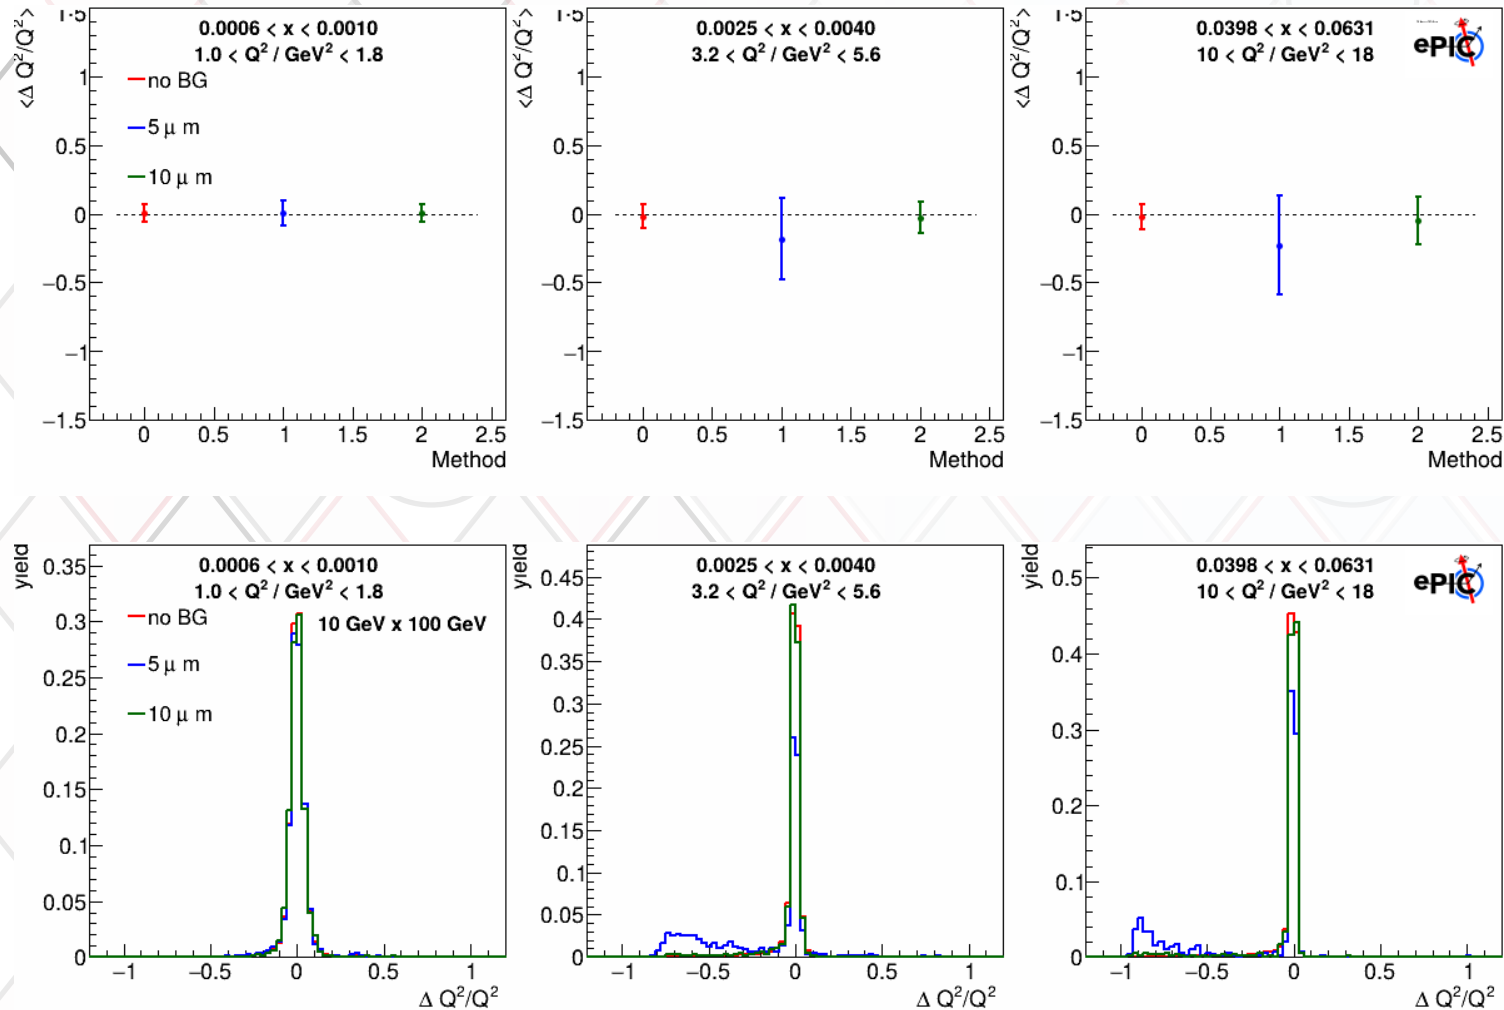 <Δ Q²/Q²>
0.0006 < x < 0.0010
1.0 < Q² / GeV² < 1.8
no BG
5 μ m
10 μ m
1
0.5
0
−0.5
−1
−1.5
0 0.5 1 1.5 2 2.5
Method
<Δ Q²/Q²>
0.0025 < x < 0.0040
3.2 < Q² / GeV² < 5.6
1
0.5
0
−0.5
−1
−1.5
0 0.5 1 1.5 2 2.5
Method
<Δ Q²/Q²>
0.0398 < x < 0.0631
10 < Q² / GeV² < 18
ePIC
1
0.5
0
−0.5
−1
−1.5
0 0.5 1 1.5 2 2.5
Method
yield
0.0006 < x < 0.0010
1.0 < Q² / GeV² < 1.8
no BG
10 GeV x 100 GeV
5 μ m
10 μ m
0.35
0.3
0.25
0.2
0.15
0.1
0.05
0
−1 −0.5 0 0.5 1
Δ Q²/Q²
yield
0.0025 < x < 0.0040
3.2 < Q² / GeV² < 5.6
0.45
0.4
0.35
0.3
0.25
0.2
0.15
0.1
0.05
0
−1 −0.5 0 0.5 1
Δ Q²/Q²
yield
0.0398 < x < 0.0631
10 < Q² / GeV² < 18
ePIC
0.5
0.4
0.3
0.2
0.1
0
−1 −0.5 0 0.5 1
Δ Q²/Q²